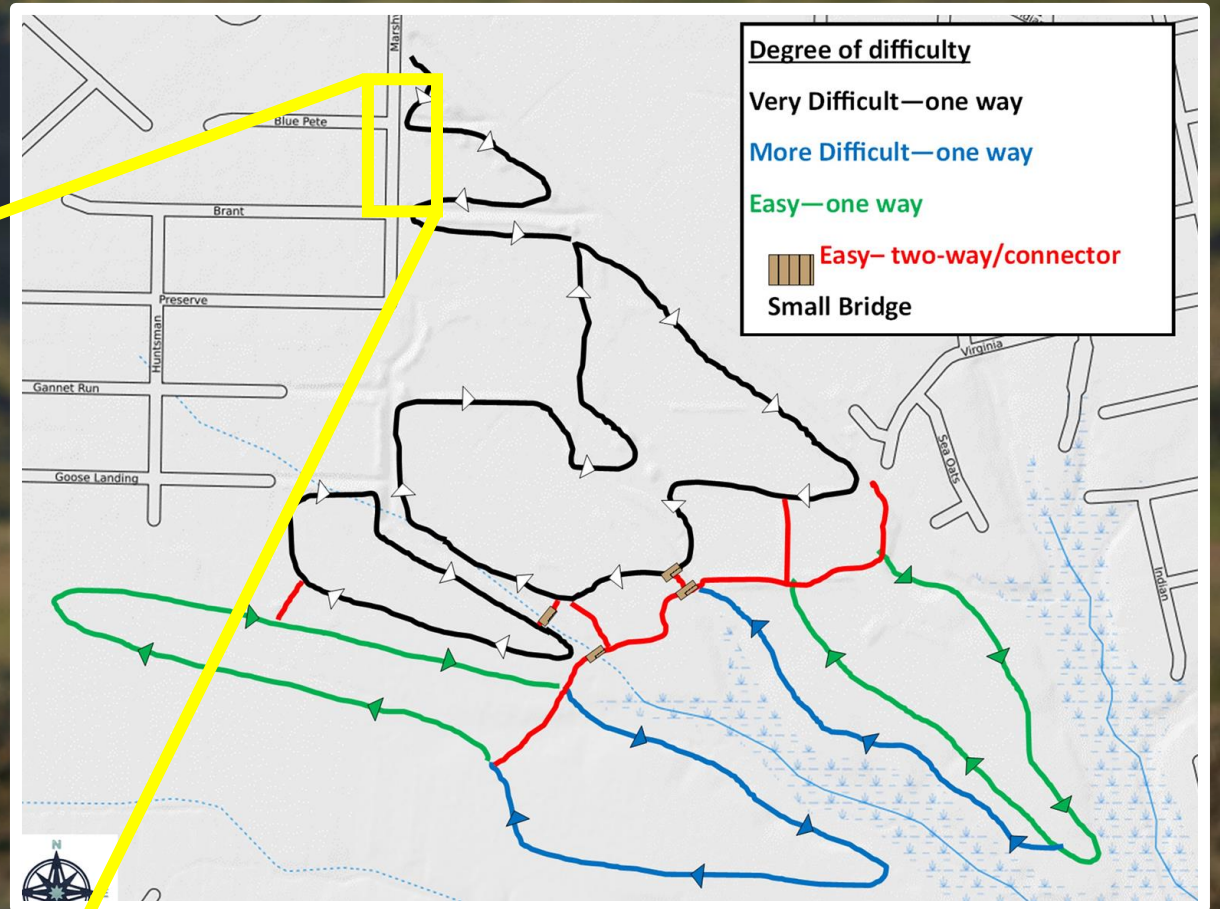 Degree of difficulty
Very Difficult—one way
More Difficult—one way
Easy—one way
Easy– two-way/connector
Small Bridge
Blue Pete
Brant
Preserve
Huntsman
Gannet Run
Goose Landing
Virginia
Sea Oats
Indian
N